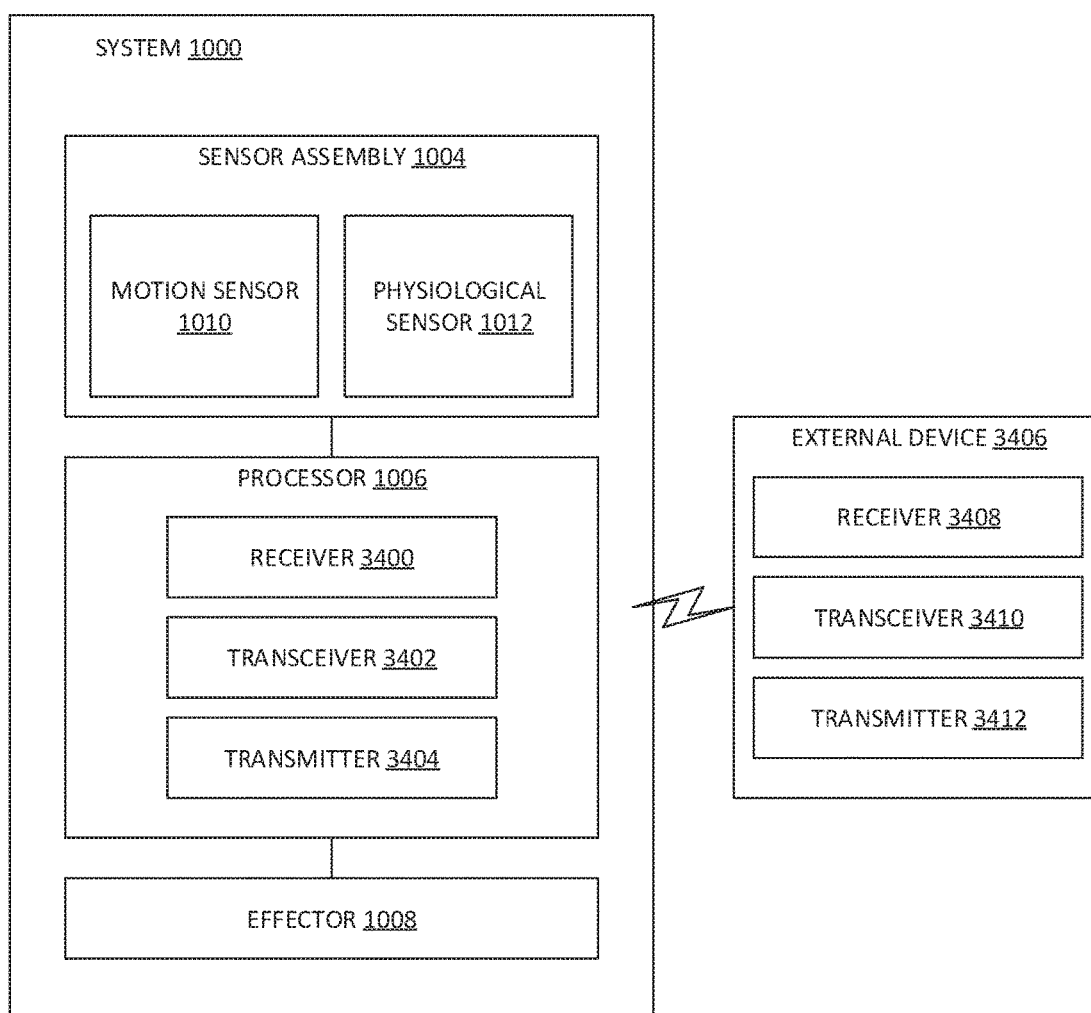 SYSTEM 1000
SENSOR ASSEMBLY 1004
MOTION SENSOR
1010
PHYSIOLOGICAL
SENSOR 1012
PROCESSOR 1006
RECEIVER 3400
TRANSCEIVER 3402
TRANSMITTER 3404
EFFECTOR 1008
EXTERNAL DEVICE 3406
RECEIVER 3408
TRANSCEIVER 3410
TRANSMITTER 3412